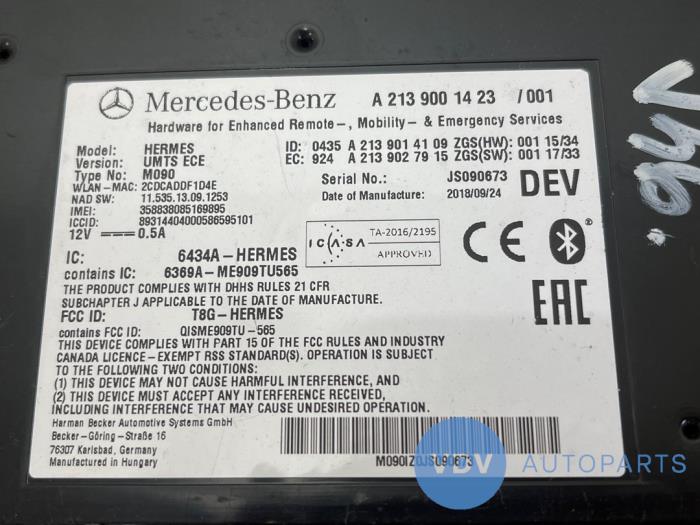 Mercedes-Benz A 213 900 14 23 /001
Hardware for Enhanced Remote-, Mobility- & Emergency Services
Model: HERMES ID: 0435 A 213 901 41 09 ZGS(HW): 001 15/34
Version: UMTS ECE EC: 924 A 213 902 79 15 ZGS(SW): 001 17/33
Type No: M090 Serial No.: JS090673
WLAN-MAC: 2CDCADDF1D4E Date of Manufacture: 2018/09/24 DEV
NAD SW: 11.535.13.09.1253
IMEI: 358838085169895
ICCID: 89314404000586595101
12V 0.5A
ICASA TA-2016/2195
APPROVED
CE
EAC
IC: 6434A-HERMES
contains IC: 6369A-ME909TU565
THE PRODUCT COMPLIES WITH DHHS RULES 21 CFR
SUBCHAPTER J APPLICABLE TO THE DATE OF MANUFACTURE.
FCC ID: T8G-HERMES
contains FCC ID: QISME909TU-565
THIS DEVICE COMPLIES WITH PART 15 OF THE FCC RULES AND INDUSTRY
CANADA LICENCE-EXEMPT RSS STANDARD(S). OPERATION IS SUBJECT
TO THE FOLLOWING TWO CONDITIONS:
(1) THIS DEVICE MAY NOT CAUSE HARMFUL INTERFERENCE, AND
(2) THIS DEVICE MUST ACCEPT ANY INTERFERENCE RECEIVED,
INCLUDING INTERFERENCE THAT MAY CAUSE UNDESIRED OPERATION.
Harman Becker Automotive Systems GmbH
Becker-Göring-Straße 16
76307 Karlsbad, Germany
Manufactured in Hungary
M090IZ0JS090673
VDV AUTOPARTS